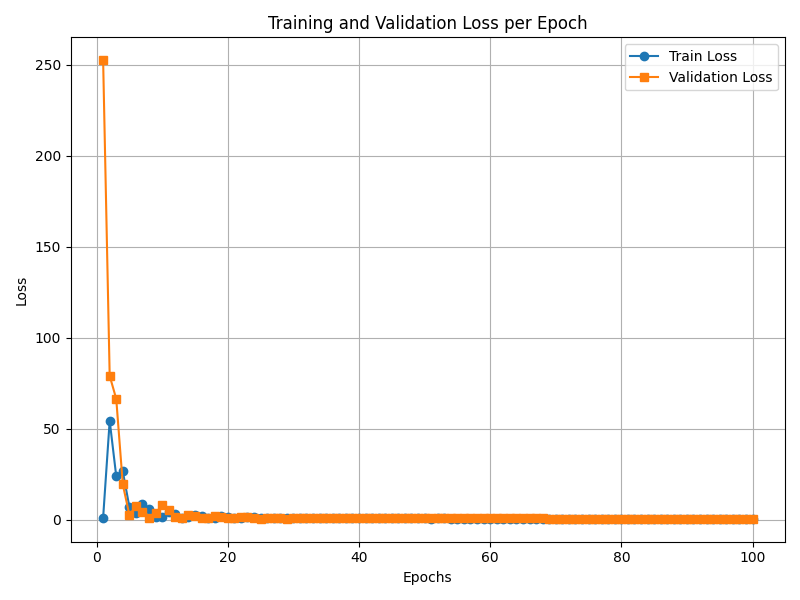 Training and Validation Loss per Epoch
Train Loss
Validation Loss
250
200
150
100
50
0
Loss
0 20 40 60 80 100
Epochs